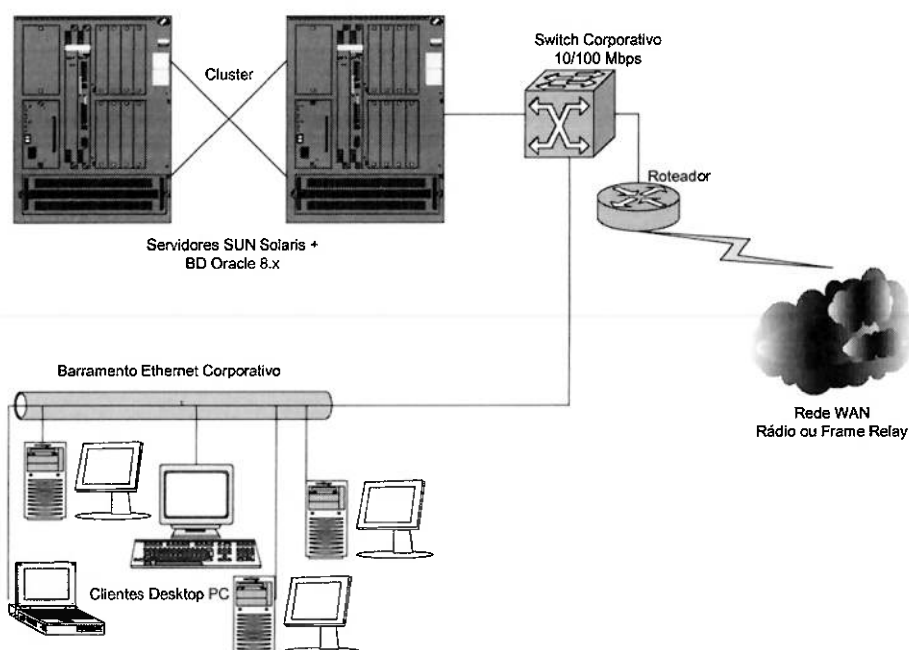 Switch Corporativo
10/100 Mbps
Cluster
Roteador
Servidores SUN Solaris +
BD Oracle 8.x
Barramento Ethernet Corporativo
Rede WAN
Rádio ou Frame Relay
Clientes Desktop PC